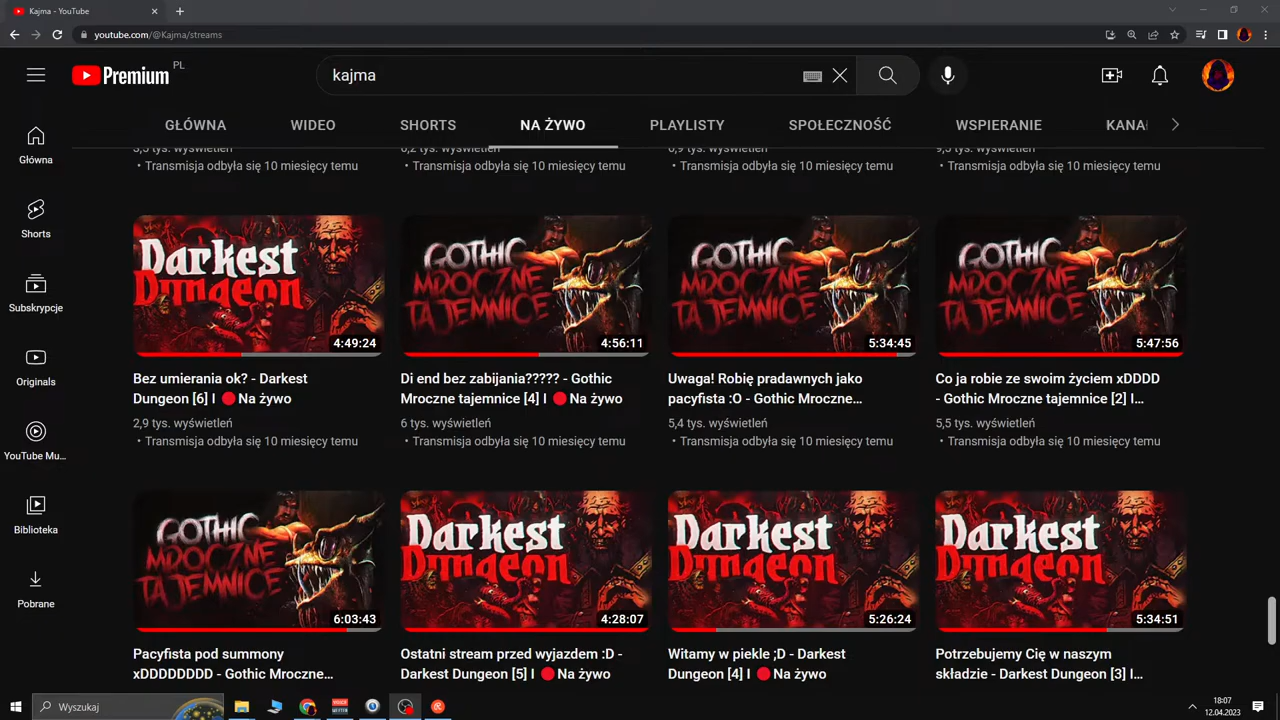 Kajma - YouTube
youtube.com/@Kajma/streams
Premium PL
kajma
GŁÓWNA WIDEO SHORTS NA ŻYWO PLAYLISTY SPOŁECZNOŚĆ WSPIERANIE
Główna
Shorts
Subskrypcje
Originals
YouTube Mu...
Biblioteka
Pobrane
• Transmisja odbyła się 10 miesięcy temu
• Transmisja odbyła się 10 miesięcy temu
• Transmisja odbyła się 10 miesięcy temu
• Transmisja odbyła się 10 miesięcy temu
Darkest
Dungeon
4:49:24
Bez umierania ok? - Darkest
Dungeon [6] I 🔴Na żywo
2,9 tys. wyświetleń
• Transmisja odbyła się 10 miesięcy temu
GOTHIC
MROCZNE
TAJEMNICE
4:56:11
Di end bez zabijania????? - Gothic
Mroczne tajemnice [4] I 🔴Na żywo
6 tys. wyświetleń
• Transmisja odbyła się 10 miesięcy temu
GOTHIC
MROCZNE
TAJEMNICE
5:34:45
Uwaga! Robię pradawnych jako
pacyfista :O - Gothic Mroczne...
5,4 tys. wyświetleń
• Transmisja odbyła się 10 miesięcy temu
GOTHIC
MROCZNE
TAJEMNICE
5:47:56
Co ja robie ze swoim życiem xDDDD
- Gothic Mroczne tajemnice [2] I...
5,5 tys. wyświetleń
• Transmisja odbyła się 10 miesięcy temu
GOTHIC
MROCZNE
TAJEMNICE
6:03:43
Pacyfista pod summony
xDDDDDDDD - Gothic Mroczne...
Darkest
Dungeon
4:28:07
Ostatni stream przed wyjazdem :D -
Darkest Dungeon [5] I 🔴Na żywo
Darkest
Dungeon
5:26:24
Witamy w piekle ;D - Darkest
Dungeon [4] I 🔴Na żywo
Darkest
Dungeon
5:34:51
Potrzebujemy Cię w naszym
składzie - Darkest Dungeon [3] I...
Wyszukaj
18:07
12.04.2023